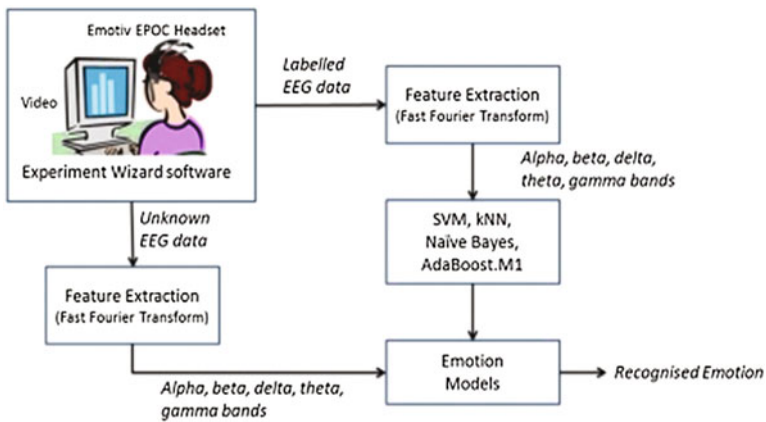 Emotiv EPOC Headset
Video
Experiment Wizard software
Labelled
EEG data
Feature Extraction
(Fast Fourier Transform)
Alpha, beta, delta,
theta, gamma bands
SVM, kNN,
Naïve Bayes,
AdaBoost.M1
Unknown
EEG data
Feature Extraction
(Fast Fourier Transform)
Alpha, beta, delta, theta,
gamma bands
Emotion
Models
Recognised Emotion